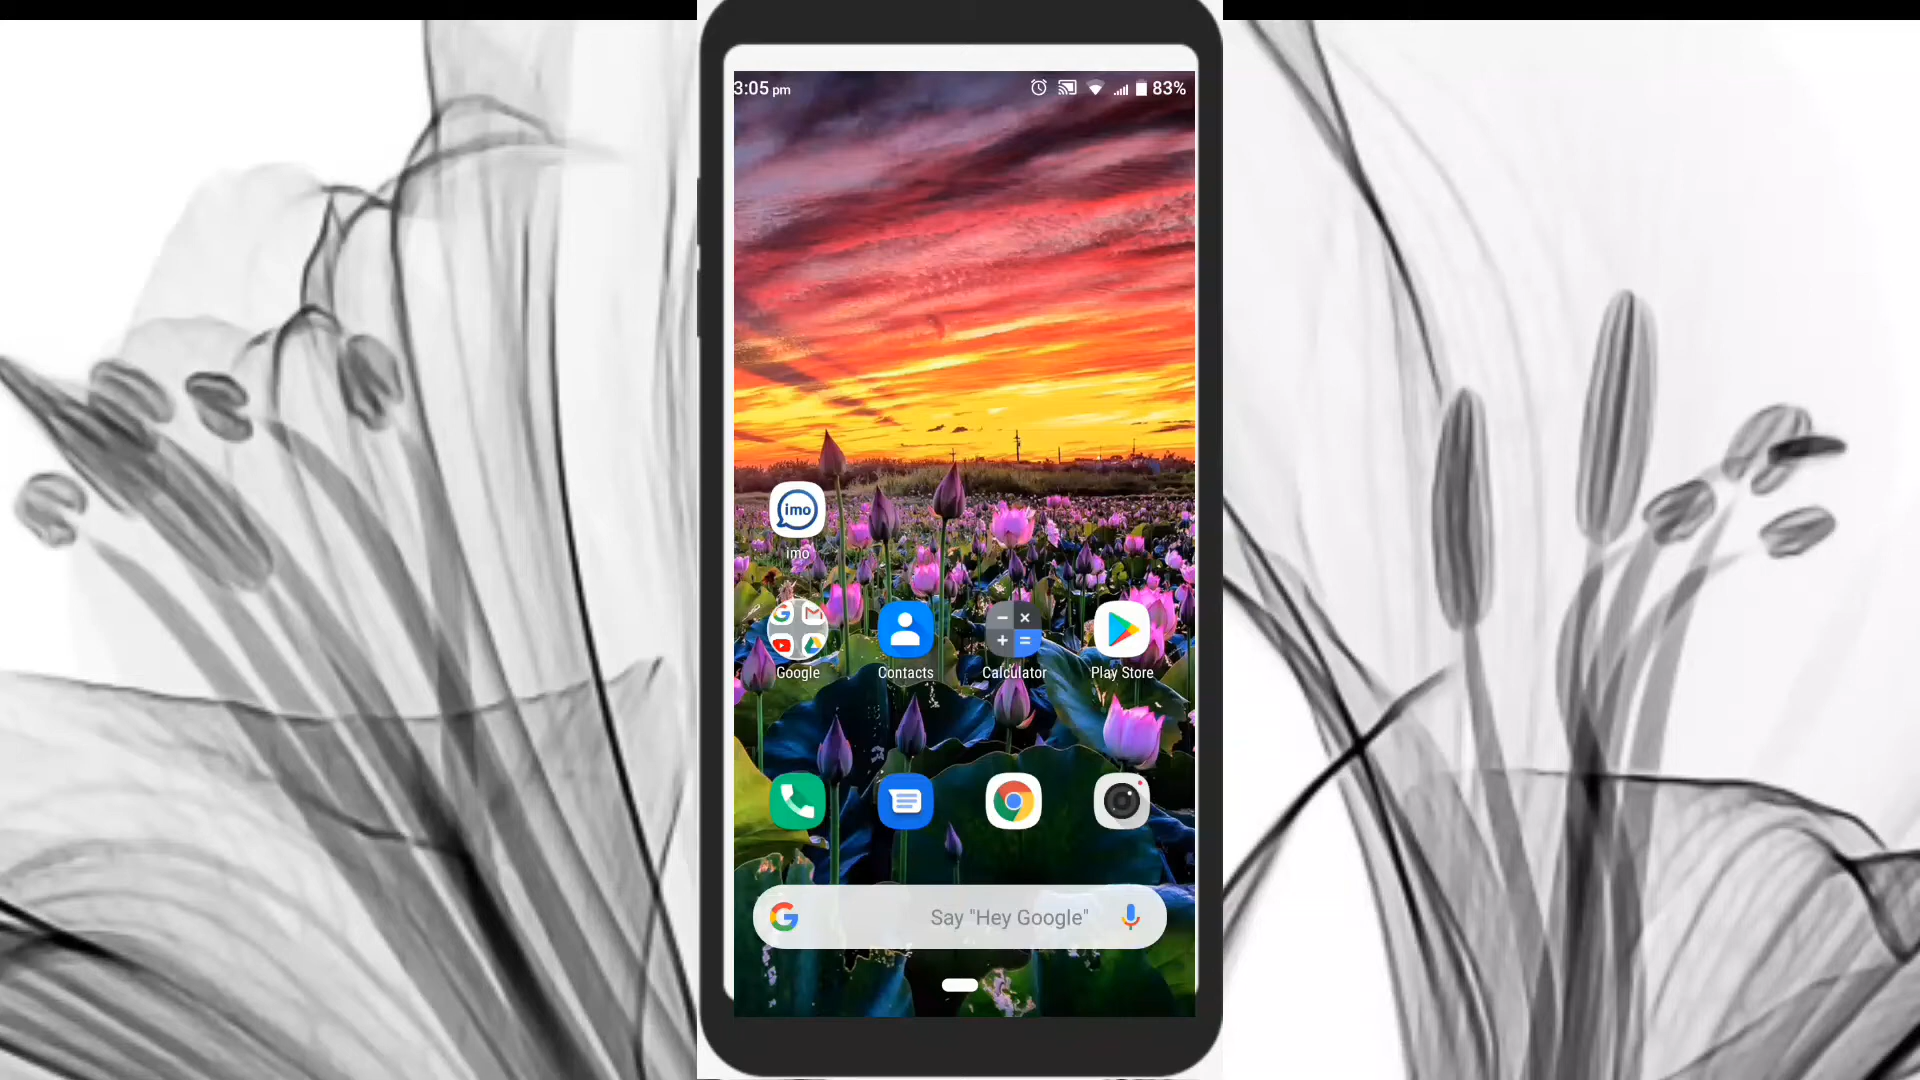 3:05 pm 83%
imo
imo
Google Contacts Calculator Play Store
Say "Hey Google"